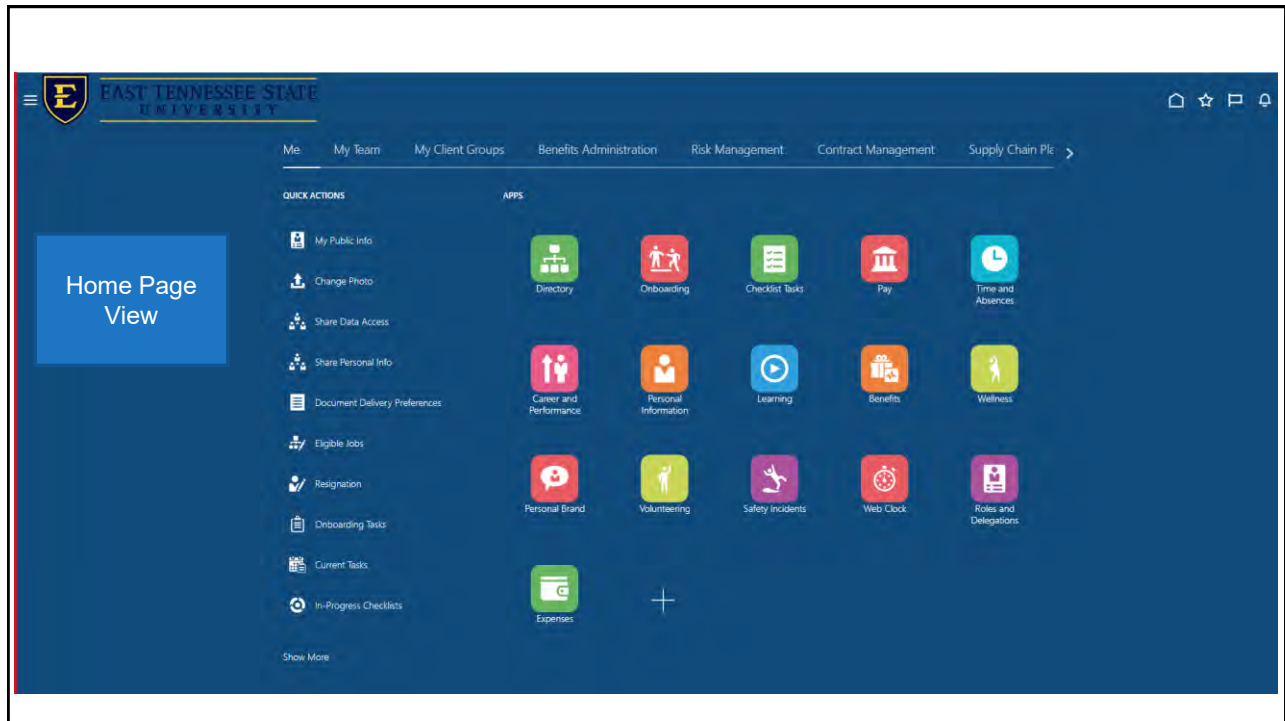 E
EAST TENNESSEE STATE
UNIVERSITY
Me My Team My Client Groups Benefits Administration Risk Management Contract Management Supply Chain Pla
QUICK ACTIONS
APPS
Home Page
View
My Public Info
Change Photo
Share Data Access
Share Personal Info
Document Delivery Preferences
Eligible Jobs
Resignation
Onboarding Tasks
Current Tasks
In-Progress Checklists
Show More
Directory
Onboarding
Checklist Tasks
Pay
Time and
Absences
Career and
Performance
Personal
Information
Learning
Benefits
Wellness
Personal Brand
Volunteering
Safety Incidents
Web Clock
Roles and
Delegations
Expenses